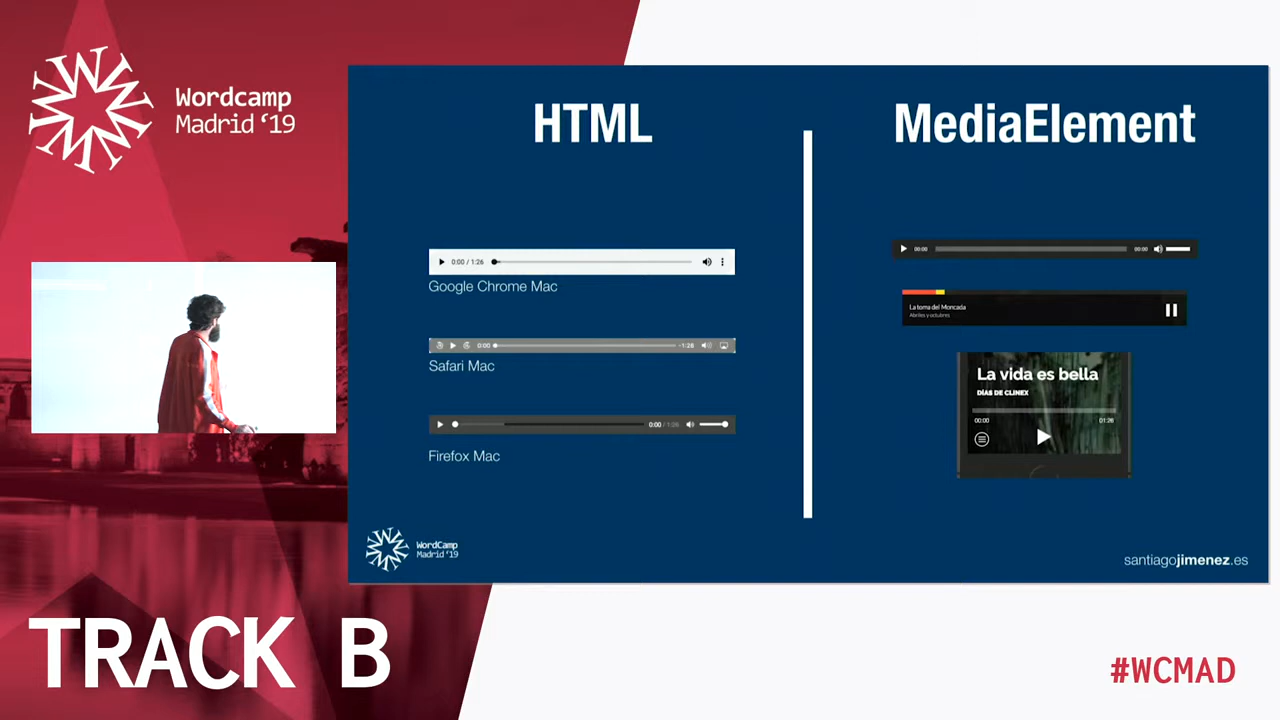 Wordcamp
Madrid '19
HTML
MediaElement
0:00 / 1:26
Google Chrome Mac
0:00
-1:26
Safari Mac
0:00 / 1:26
Firefox Mac
00:00
00:00
La toma del Moncada
Abriles y octubres
La vida es bella
DÍAS DE CLINEX
00:00
01:26
WordCamp
Madrid '19
santiagojimenez.es
TRACK B
#WCMAD